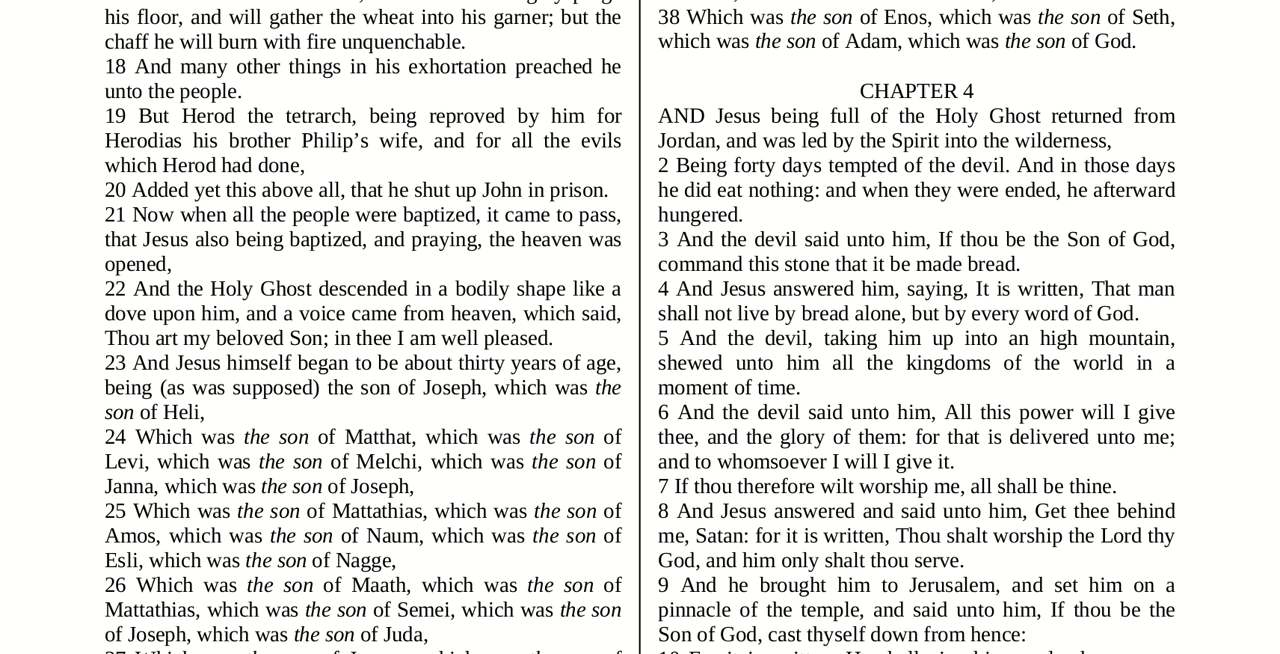 his floor, and will gather the wheat into his garner; but the
chaff he will burn with fire unquenchable.
18 And many other things in his exhortation preached he
unto the people.
19 But Herod the tetrarch, being reproved by him for
Herodias his brother Philip’s wife, and for all the evils
which Herod had done,
20 Added yet this above all, that he shut up John in prison.
21 Now when all the people were baptized, it came to pass,
that Jesus also being baptized, and praying, the heaven was
opened,
22 And the Holy Ghost descended in a bodily shape like a
dove upon him, and a voice came from heaven, which said,
Thou art my beloved Son; in thee I am well pleased.
23 And Jesus himself began to be about thirty years of age,
being (as was supposed) the son of Joseph, which was the
son of Heli,
24 Which was the son of Matthat, which was the son of
Levi, which was the son of Melchi, which was the son of
Janna, which was the son of Joseph,
25 Which was the son of Mattathias, which was the son of
Amos, which was the son of Naum, which was the son of
Esli, which was the son of Nagge,
26 Which was the son of Maath, which was the son of
Mattathias, which was the son of Semei, which was the son
of Joseph, which was the son of Juda,
38 Which was the son of Enos, which was the son of Seth,
which was the son of Adam, which was the son of God.
CHAPTER 4
AND Jesus being full of the Holy Ghost returned from
Jordan, and was led by the Spirit into the wilderness,
2 Being forty days tempted of the devil. And in those days
he did eat nothing: and when they were ended, he afterward
hungered.
3 And the devil said unto him, If thou be the Son of God,
command this stone that it be made bread.
4 And Jesus answered him, saying, It is written, That man
shall not live by bread alone, but by every word of God.
5 And the devil, taking him up into an high mountain,
shewed unto him all the kingdoms of the world in a
moment of time.
6 And the devil said unto him, All this power will I give
thee, and the glory of them: for that is delivered unto me;
and to whomsoever I will I give it.
7 If thou therefore wilt worship me, all shall be thine.
8 And Jesus answered and said unto him, Get thee behind
me, Satan: for it is written, Thou shalt worship the Lord thy
God, and him only shalt thou serve.
9 And he brought him to Jerusalem, and set him on a
pinnacle of the temple, and said unto him, If thou be the
Son of God, cast thyself down from hence: